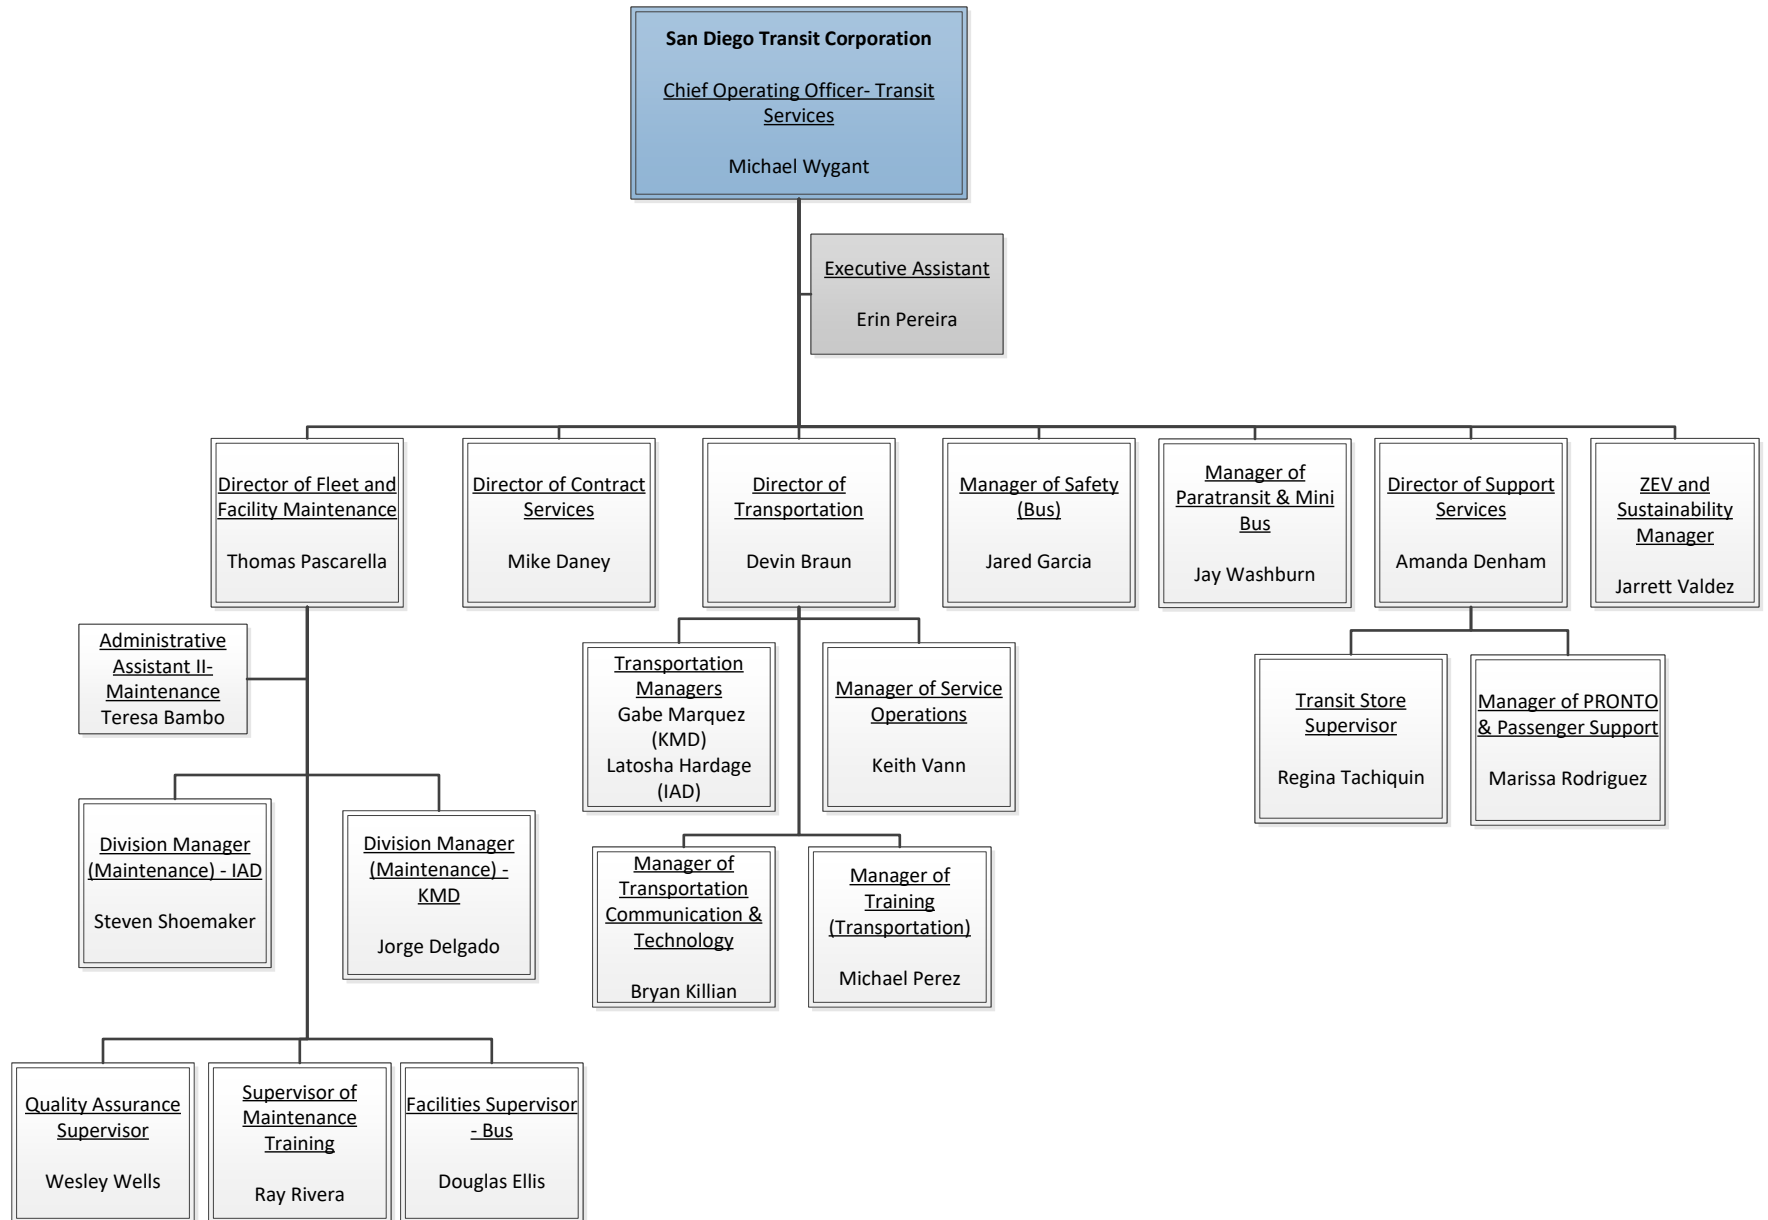 San Diego Transit Corporation
Chief Operating Officer- Transit
Services
Michael Wygant
Executive Assistant
Erin Pereira
Director of Fleet and
Facility Maintenance
Thomas Pascarella
Director of Contract
Services
Mike Daney
Director of
Transportation
Devin Braun
Manager of Safety
(Bus)
Jared Garcia
Manager of
Paratransit & Mini
Bus
Jay Washburn
Director of Support
Services
Amanda Denham
ZEV and
Sustainability
Manager
Jarrett Valdez
Administrative
Assistant II-
Maintenance
Teresa Bambo
Transportation
Managers
Gabe Marquez
(KMD)
Latosha Hardage
(IAD)
Manager of Service
Operations
Keith Vann
Transit Store
Supervisor
Regina Tachiquin
Manager of PRONTO
& Passenger Support
Marissa Rodriguez
Division Manager
(Maintenance) - IAD
Steven Shoemaker
Division Manager
(Maintenance) -
KMD
Jorge Delgado
Manager of
Transportation
Communication &
Technology
Bryan Killian
Manager of
Training
(Transportation)
Michael Perez
Quality Assurance
Supervisor
Wesley Wells
Supervisor of
Maintenance
Training
Ray Rivera
Facilities Supervisor
- Bus
Douglas Ellis